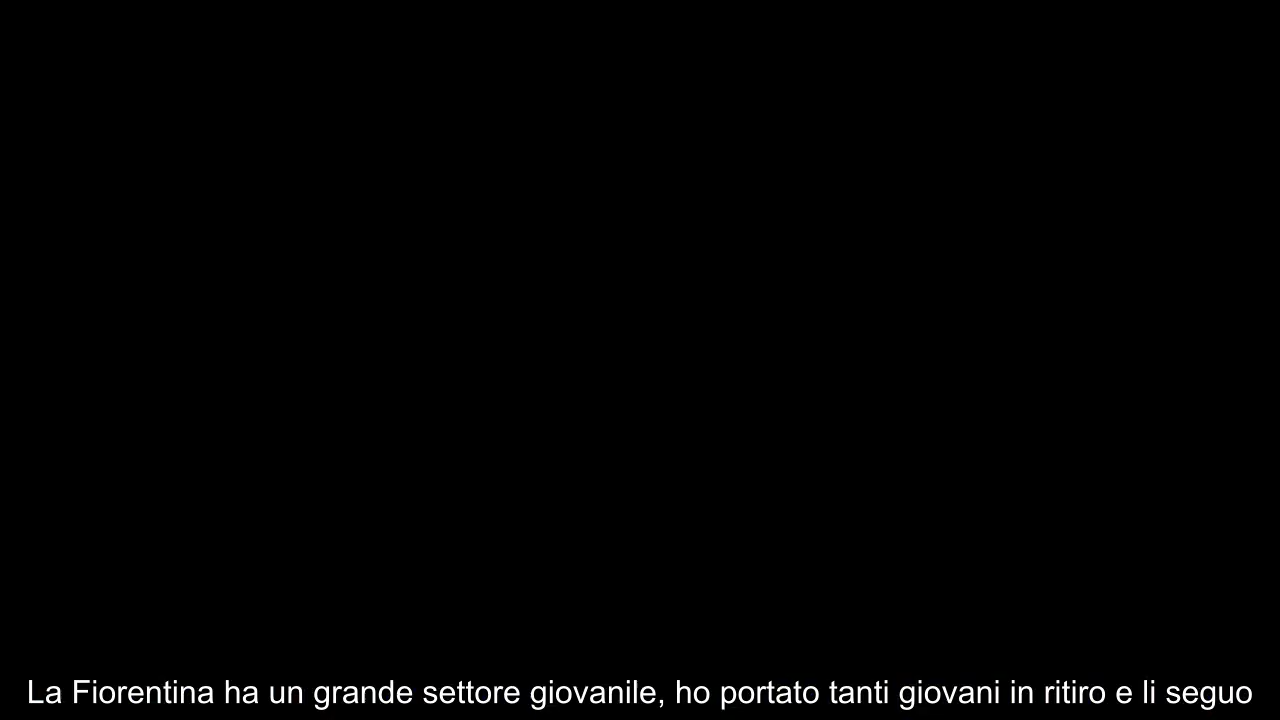 La Fiorentina ha un grande settore giovanile, ho portato tanti giovani in ritiro e li seguo